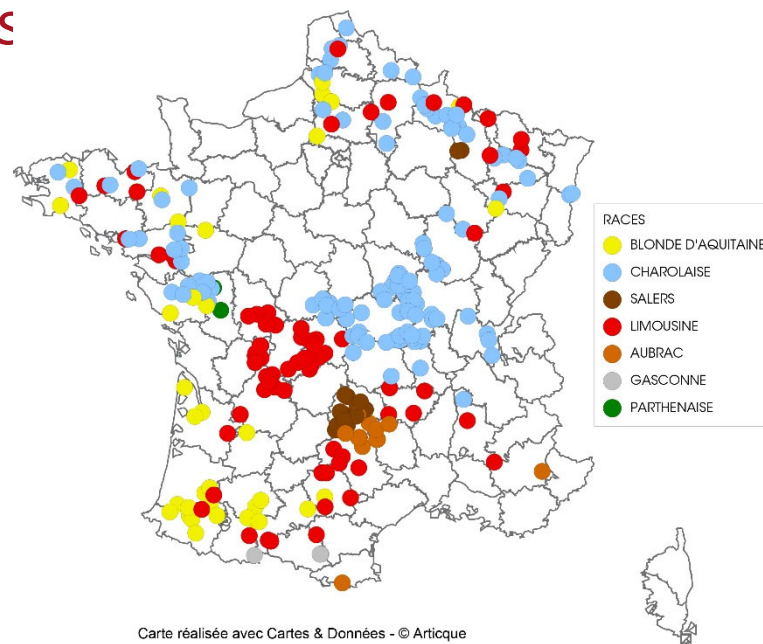 S
RACES
BLONDE D'AQUITAINE
CHAROLAISE
SALERS
LIMOUSINE
AUBRAC
GASCONNE
PARTHENAISE
Carte réalisée avec Cartes & Données - © Articque